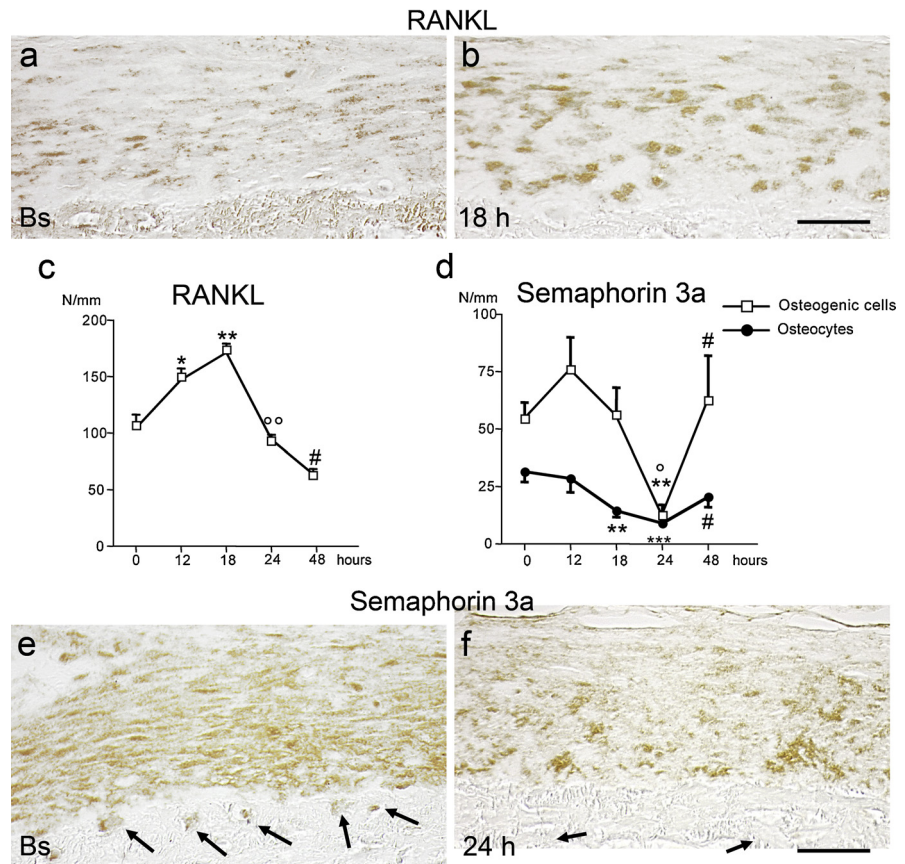 RANKL
a
b
Bs
18 h
c
d
RANKL
Semaphorin 3a
N/mm
N/mm
Osteogenic cells
Osteocytes
200
150
100
50
0
*
**
°°
#
0 12 18 24 48 hours
100
75
50
25
0
#
°
**
**
***
#
0 12 18 24 48 hours
Semaphorin 3a
e
f
Bs
24 h